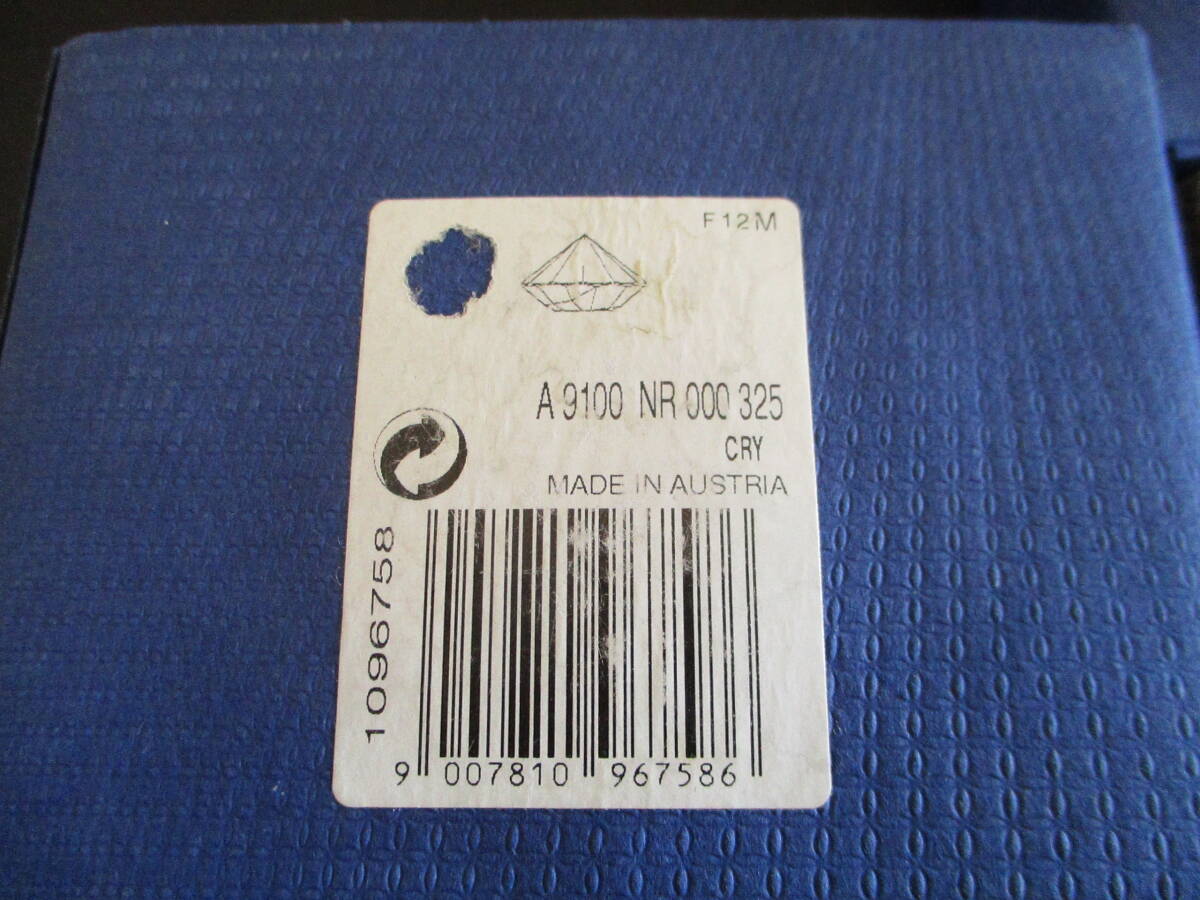 F12M
A 9100 NR 000 325
CRY
MADE IN AUSTRIA
1096758
9 007810 967586